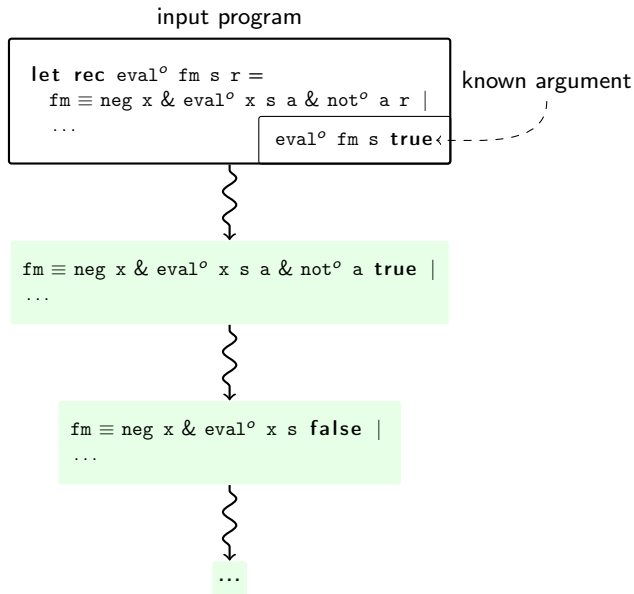 input program
let rec evalᵒ fm s r =
fm ≡ neg x & evalᵒ x s a & notᵒ a r |
...
known argument
evalᵒ fm s true
fm ≡ neg x & evalᵒ x s a & notᵒ a true |
...
fm ≡ neg x & evalᵒ x s false |
...
...